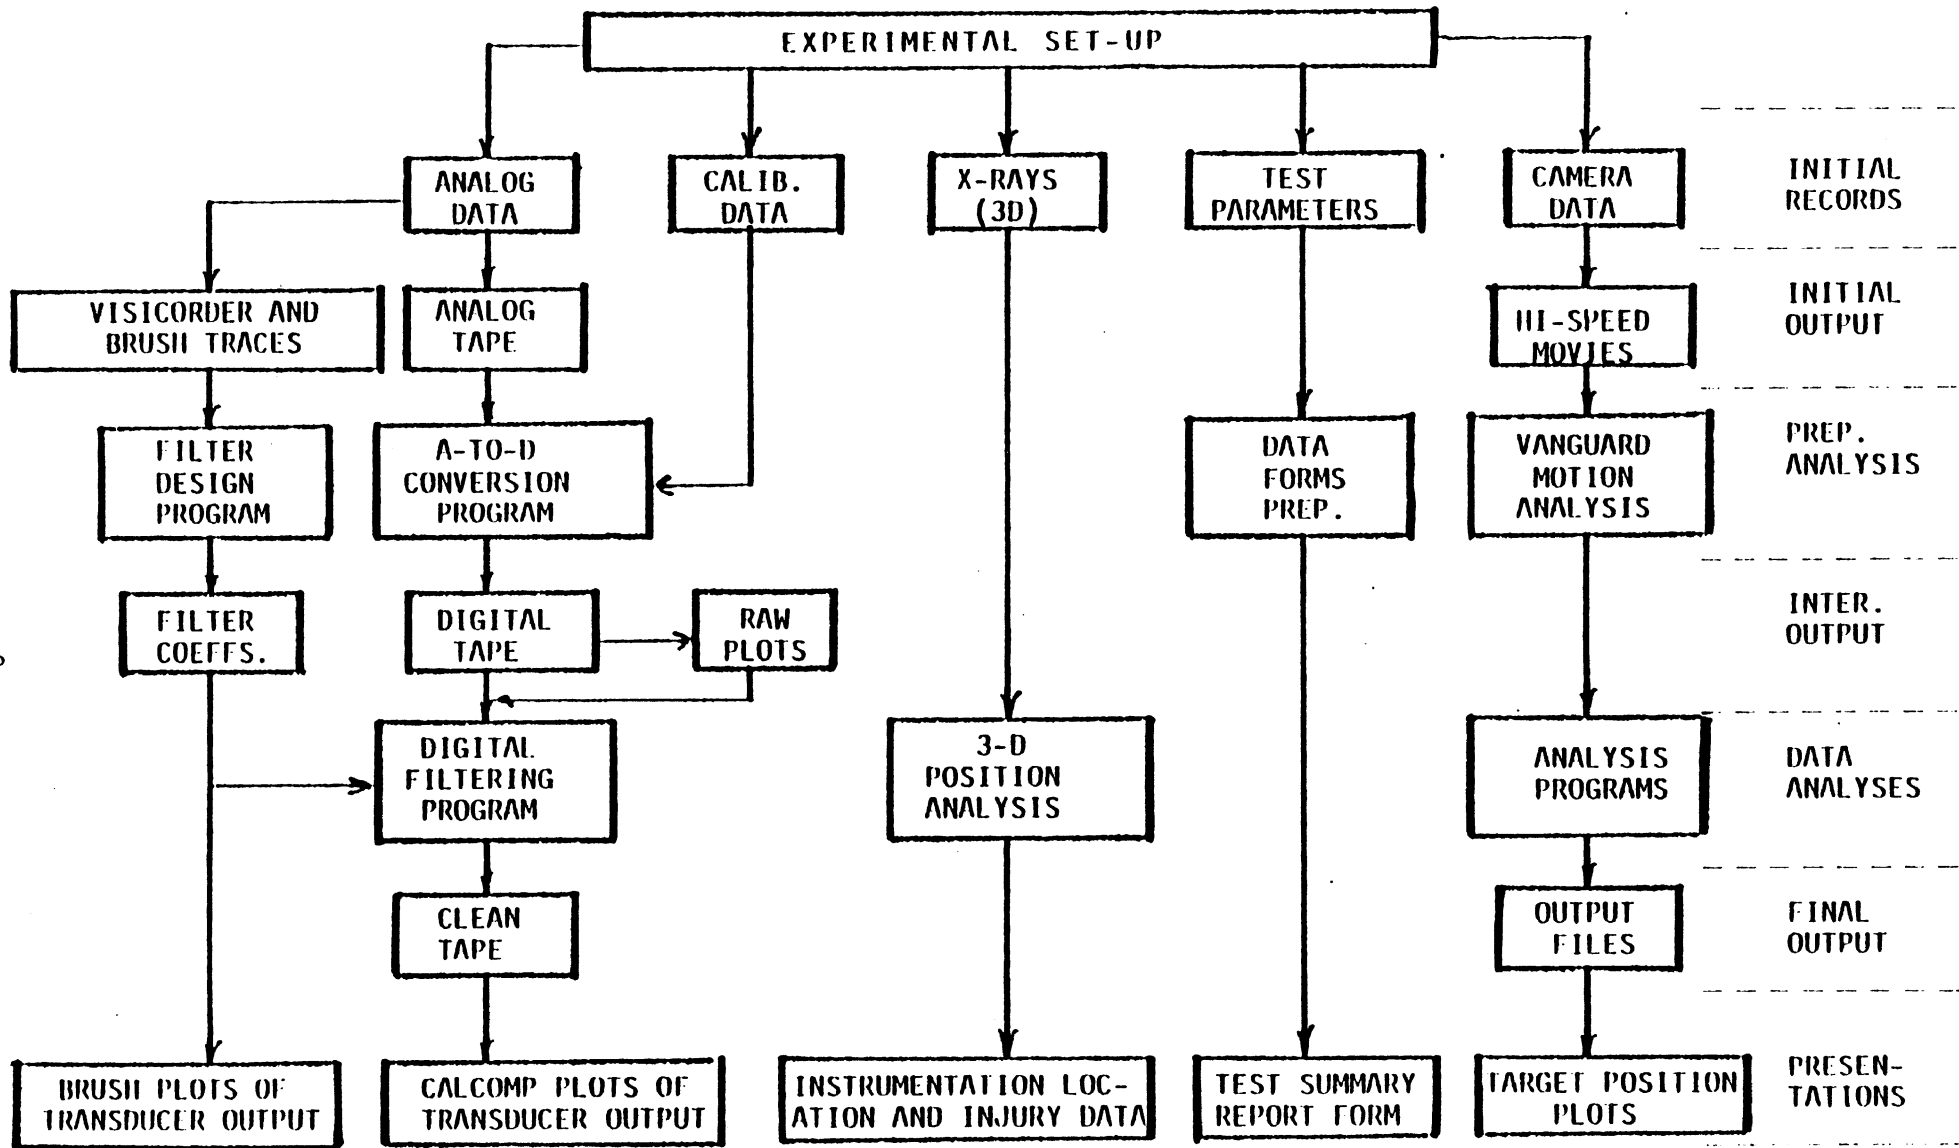 EXPERIMENTAL SET-UP
ANALOG
DATA
CALIB.
DATA
X-RAYS
(3D)
TEST
PARAMETERS
CAMERA
DATA
INITIAL
RECORDS
VISICORDER AND
BRUSH TRACES
ANALOG
TAPE
HI-SPEED
MOVIES
INITIAL
OUTPUT
FILTER
DESIGN
PROGRAM
A-TO-D
CONVERSION
PROGRAM
DATA
FORMS
PREP.
VANGUARD
MOTION
ANALYSIS
PREP.
ANALYSIS
FILTER
COEFFS.
DIGITAL
TAPE
RAW
PLOTS
INTER.
OUTPUT
DIGITAL
FILTERING
PROGRAM
3-D
POSITION
ANALYSIS
ANALYSIS
PROGRAMS
DATA
ANALYSES
CLEAN
TAPE
OUTPUT
FILES
FINAL
OUTPUT
BRUSH PLOTS OF
TRANSDUCER OUTPUT
CALCOMP PLOTS OF
TRANSDUCER OUTPUT
INSTRUMENTATION LOC-
ATION AND INJURY DATA
TEST SUMMARY
REPORT FORM
TARGET POSITION
PLOTS
PRESEN-
TATIONS